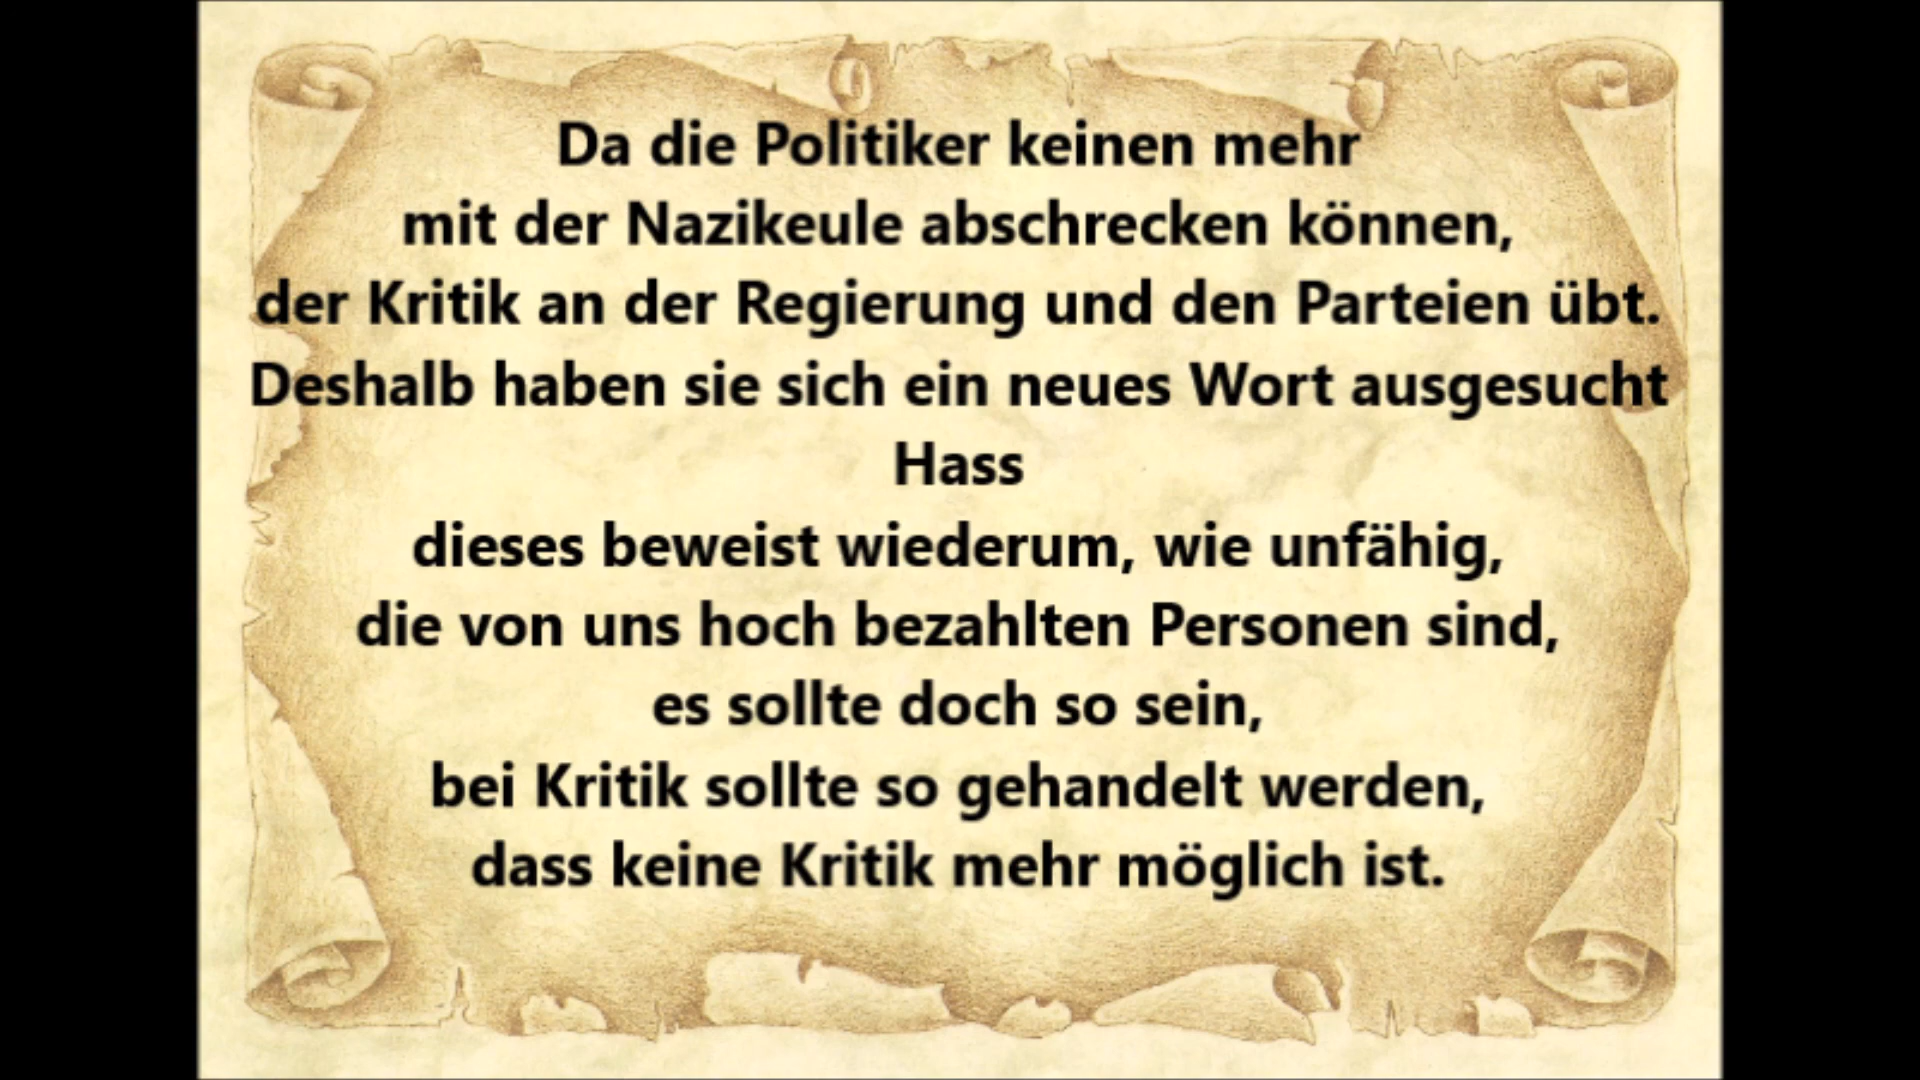 Da die Politiker keinen mehr
mit der Nazikeule abschrecken können,
der Kritik an der Regierung und den Parteien übt.
Deshalb haben sie sich ein neues Wort ausgesucht
Hass
dieses beweist wiederum, wie unfähig,
die von uns hoch bezahlten Personen sind,
es sollte doch so sein,
bei Kritik sollte so gehandelt werden,
dass keine Kritik mehr möglich ist.